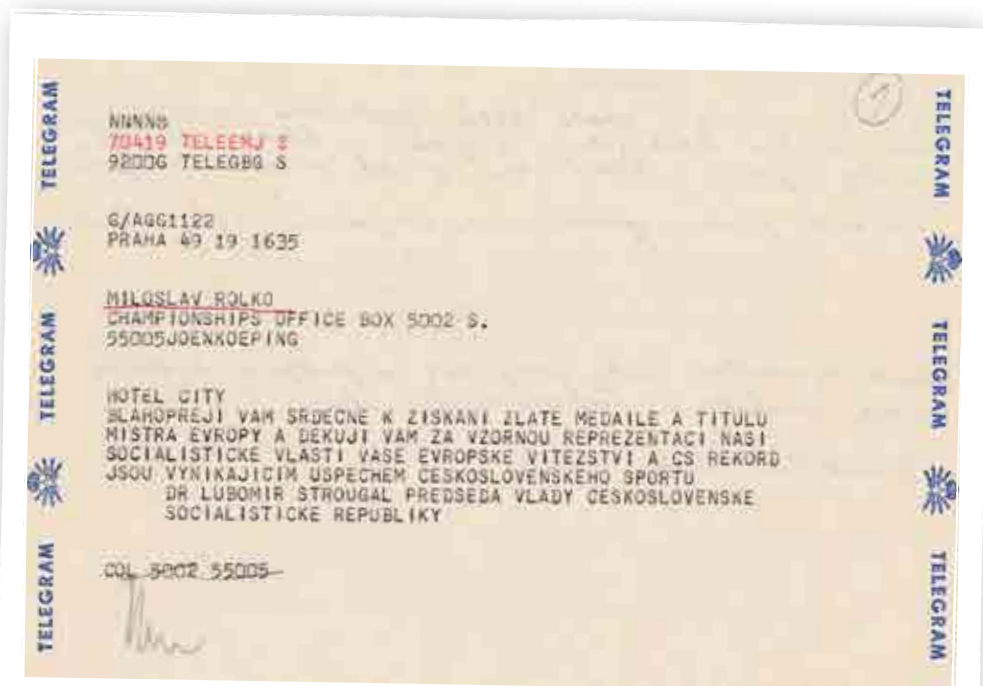 TELEGRAM
TELEGRAM
TELEGRAM
NNNNS
70419 TELEEMJ S
92006 TELEGBG S
G/AGG1122
PRAHA 49 19 1635
MILOSLAV ROLKO
CHAMPIONSHIPS OFFICE BOX 5002 S.
55005JOENKOEPING
HOTEL CITY
BLAHOPREJI VAM SRDECNE K ZISKANI ZLATE MEDAILE A TITULU
MISTRA EVROPY A DEKUJI VAM ZA VZORNOU REPREZENTACI NASI
SOCIALISTICKE VLASTI VASE EVROPSKE VITEZSTVI A CS REKORD
JSOU VYNIKAJICIM USPECHEM CESKOSLOVENSKEHO SPORTU
DR LUBOMIR STROUGAL PREDSEDA VLADY CESKOSLOVENSKE
SOCIALISTICKE REPUBLIKY
COL 5002 55005
TELEGRAM
TELEGRAM
TELEGRAM